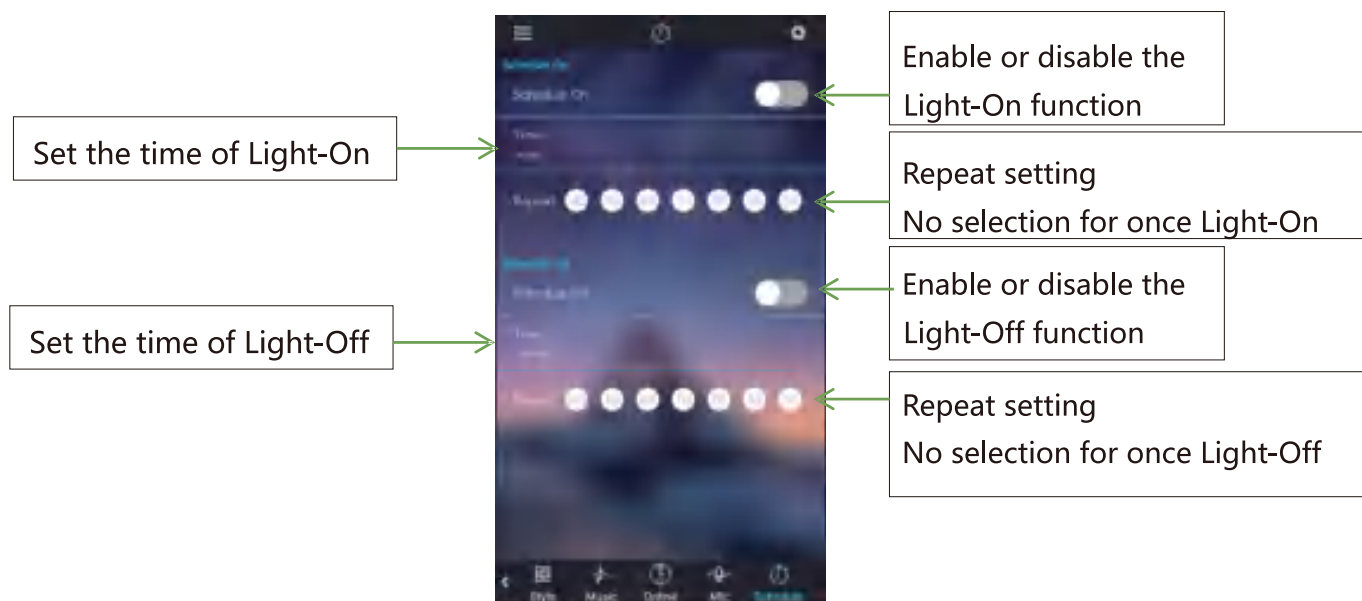 Enable or disable the
Light-On function
Set the time of Light-On
Schedule On
Repeat setting
No selection for once Light-On
Repeat
Enable or disable the
Light-Off function
Set the time of Light-Off
Repeat setting
No selection for once Light-Off
Style
Music
Mic
Schedule